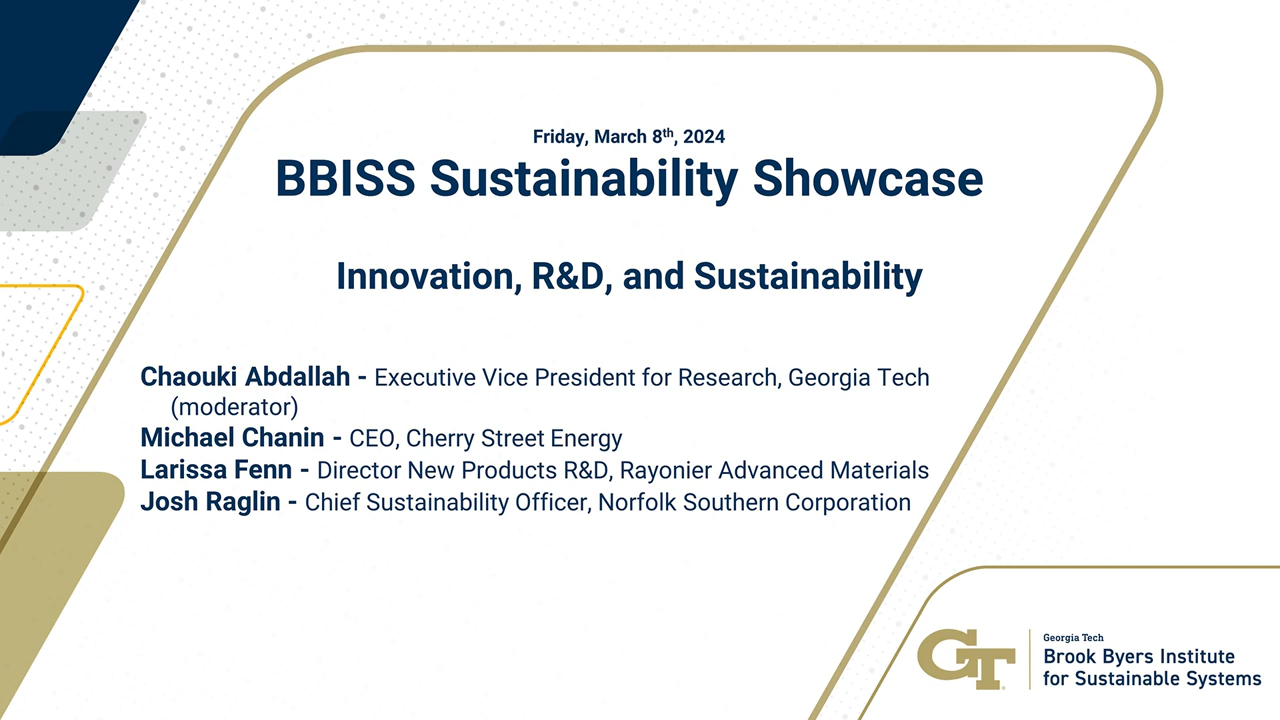 Friday, March 8th, 2024
BBISS Sustainability Showcase
Innovation, R&D, and Sustainability
Chaouki Abdallah - Executive Vice President for Research, Georgia Tech
(moderator)
Michael Chanin - CEO, Cherry Street Energy
Larissa Fenn - Director New Products R&D, Rayonier Advanced Materials
Josh Raglin - Chief Sustainability Officer, Norfolk Southern Corporation
GT
Georgia Tech
Brook Byers Institute
for Sustainable Systems